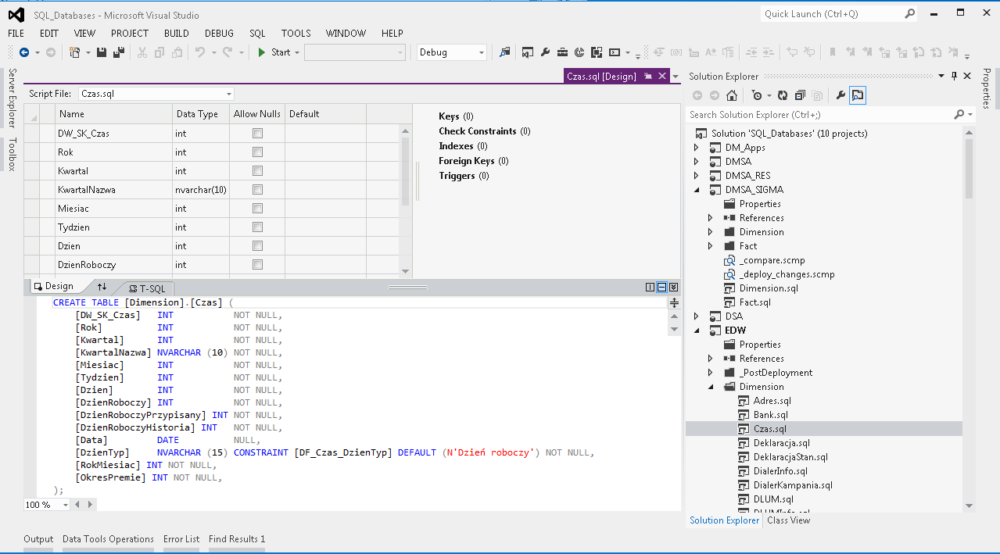 SQL_Databases - Microsoft Visual Studio
Quick Launch (Ctrl+Q)
FILE EDIT VIEW PROJECT BUILD DEBUG SQL TOOLS WINDOW HELP
Start Debug
Server Explorer
Toolbox
Czas.sql [Design]
Script File: Czas.sql
Name Data Type Allow Nulls Default
DW_SK_Czas int
Rok int
Kwartal int
KwartalNazwa nvarchar(10)
Miesiac int
Tydzien int
Dzien int
DzienRoboczy int
Keys (0)
Check Constraints (0)
Indexes (0)
Foreign Keys (0)
Triggers (0)
Design T-SQL
CREATE TABLE [Dimension].[Czas] (
[DW_SK_Czas] INT NOT NULL,
[Rok] INT NOT NULL,
[Kwartal] INT NOT NULL,
[KwartalNazwa] NVARCHAR (10) NOT NULL,
[Miesiac] INT NOT NULL,
[Tydzien] INT NOT NULL,
[Dzien] INT NOT NULL,
[DzienRoboczy] INT NOT NULL,
[DzienRoboczyPrzypisany] INT NOT NULL,
[DzienRoboczyHistoria] INT NOT NULL,
[Data] DATE NULL,
[DzienTyp] NVARCHAR (15) CONSTRAINT [DF_Czas_DzienTyp] DEFAULT (N'Dzień roboczy') NOT NULL,
[RokMiesiac] INT NOT NULL,
[OkresPremie] INT NOT NULL,
);
100 %
Solution Explorer
Search Solution Explorer (Ctrl+;)
Solution 'SQL_Databases' (10 projects)
DM_Apps
DMSA
DMSA_RES
DMSA_SIGMA
Properties
References
Dimension
Fact
_compare.scmp
_deploy_changes.scmp
Dimension.sql
Fact.sql
DSA
EDW
Properties
References
_PostDeployment
Dimension
Adres.sql
Bank.sql
Czas.sql
Deklaracja.sql
DeklaracjaStan.sql
DialerInfo.sql
DialerKampania.sql
DLUM.sql
DLUMInfo.sql
Solution Explorer Class View
Properties
Output Data Tools Operations Error List Find Results 1